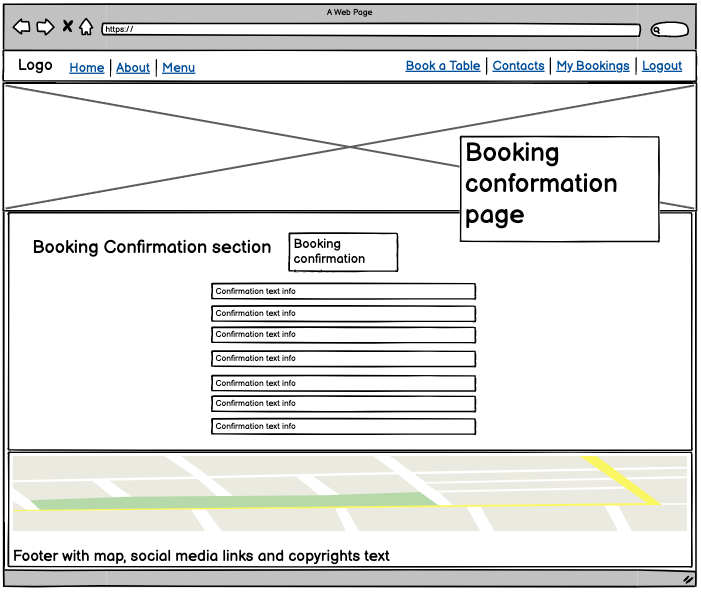 A Web Page
https://
Logo
Home
About
Menu
Book a Table
Contacts
My Bookings
Logout
Booking
conformation
page
Booking Confirmation section
Booking
confirmation
Confirmation text info
Confirmation text info
Confirmation text info
Confirmation text info
Confirmation text info
Confirmation text info
Confirmation text info
Footer with map, social media links and copyrights text